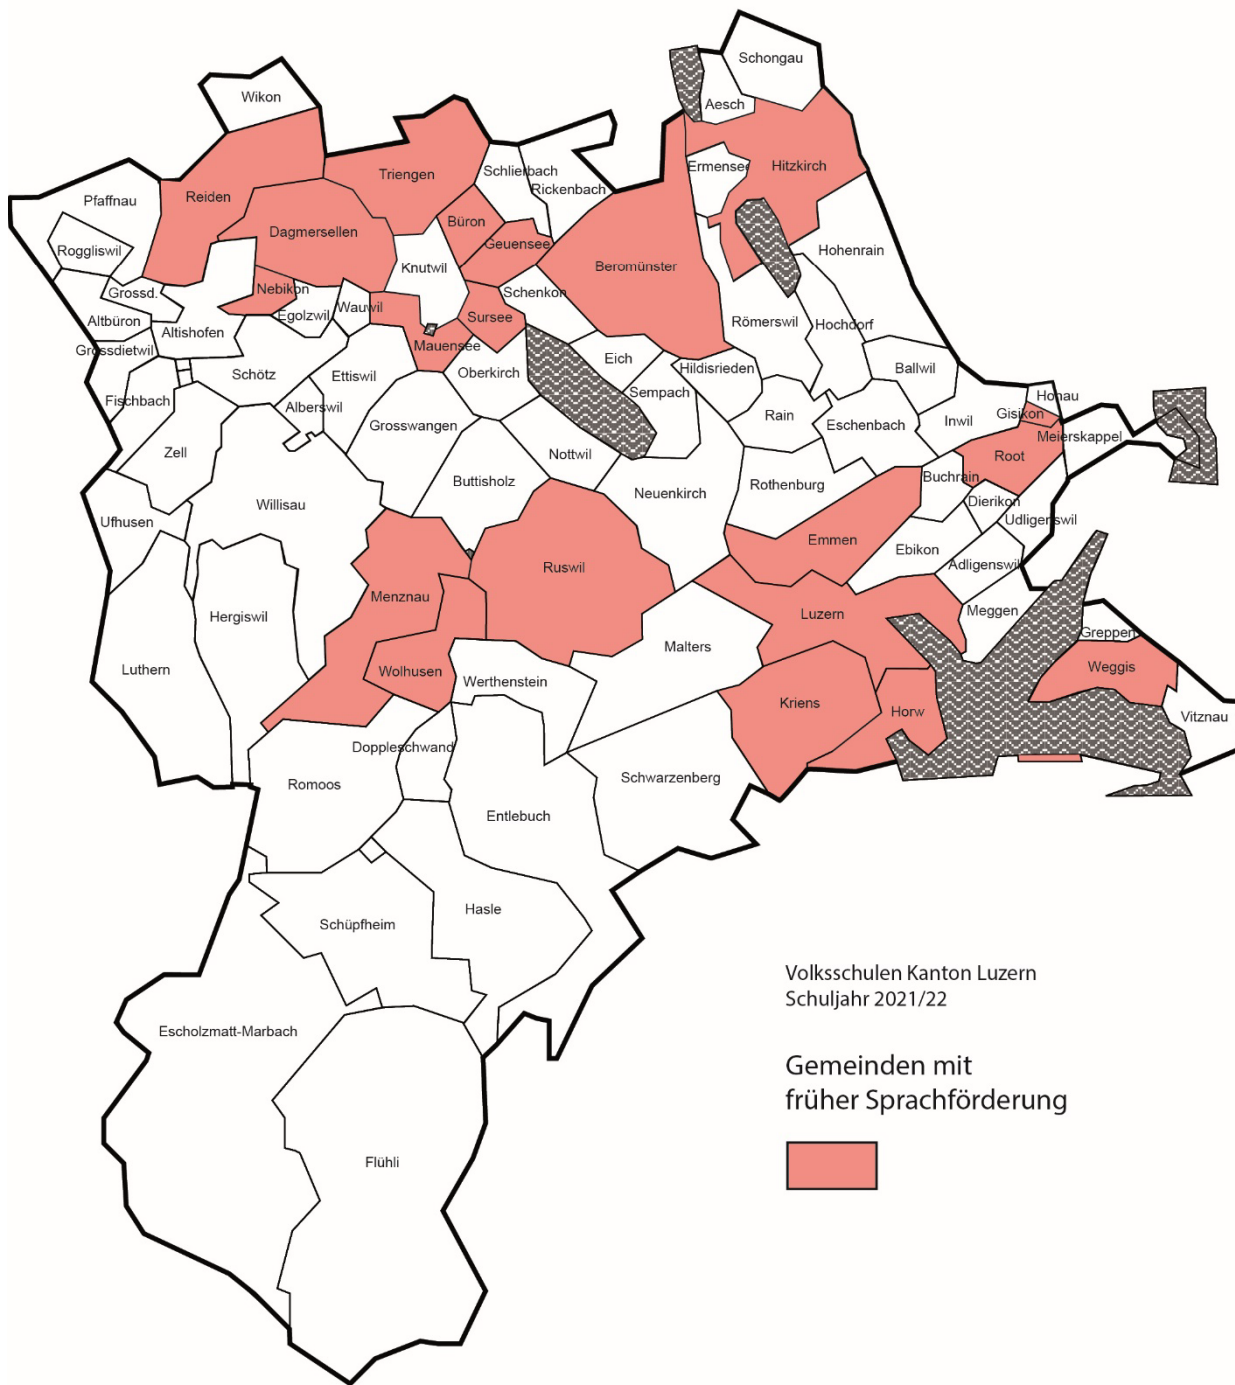 Schongau
Wikon
Aesch
Ermensee
Hitzkirch
Schlierbach
Triengen
Rickenbach
Pfaffnau
Reiden
Büron
Dagmersellen
Geuensee
Roggliswil
Hohenrain
Knutwil
Beromünster
Nebikon
Schenkon
Grossd.
Wauwil
Egolzwil
Sursee
Altbüron
Altishofen
Römerswil
Hochdorf
Mauensee
Grossdietwil
Eich
Oberkirch
Hildisrieden
Ballwil
Schötz
Ettiswil
Fischbach
Sempach
Honau
Alberswil
Gisikon
Rain
Inwil
Grosswangen
Eschenbach
Meierskappel
Zell
Nottwil
Root
Buchrain
Buttisholz
Rothenburg
Neuenkirch
Dierikon
Willisau
Ufhusen
Udligenswil
Emmen
Ebikon
Ruswil
Adligenswil
Menznau
Meggen
Hergiswil
Luzern
Greppen
Malters
Luthern
Wolhusen
Weggis
Werthenstein
Kriens
Horw
Vitznau
Doppleschwand
Romoos
Schwarzenberg
Entlebuch
Hasle
Schüpfheim
Escholzmatt-Marbach
Flühli
Volksschulen Kanton Luzern
Schuljahr 2021/22
Gemeinden mit
früher Sprachförderung